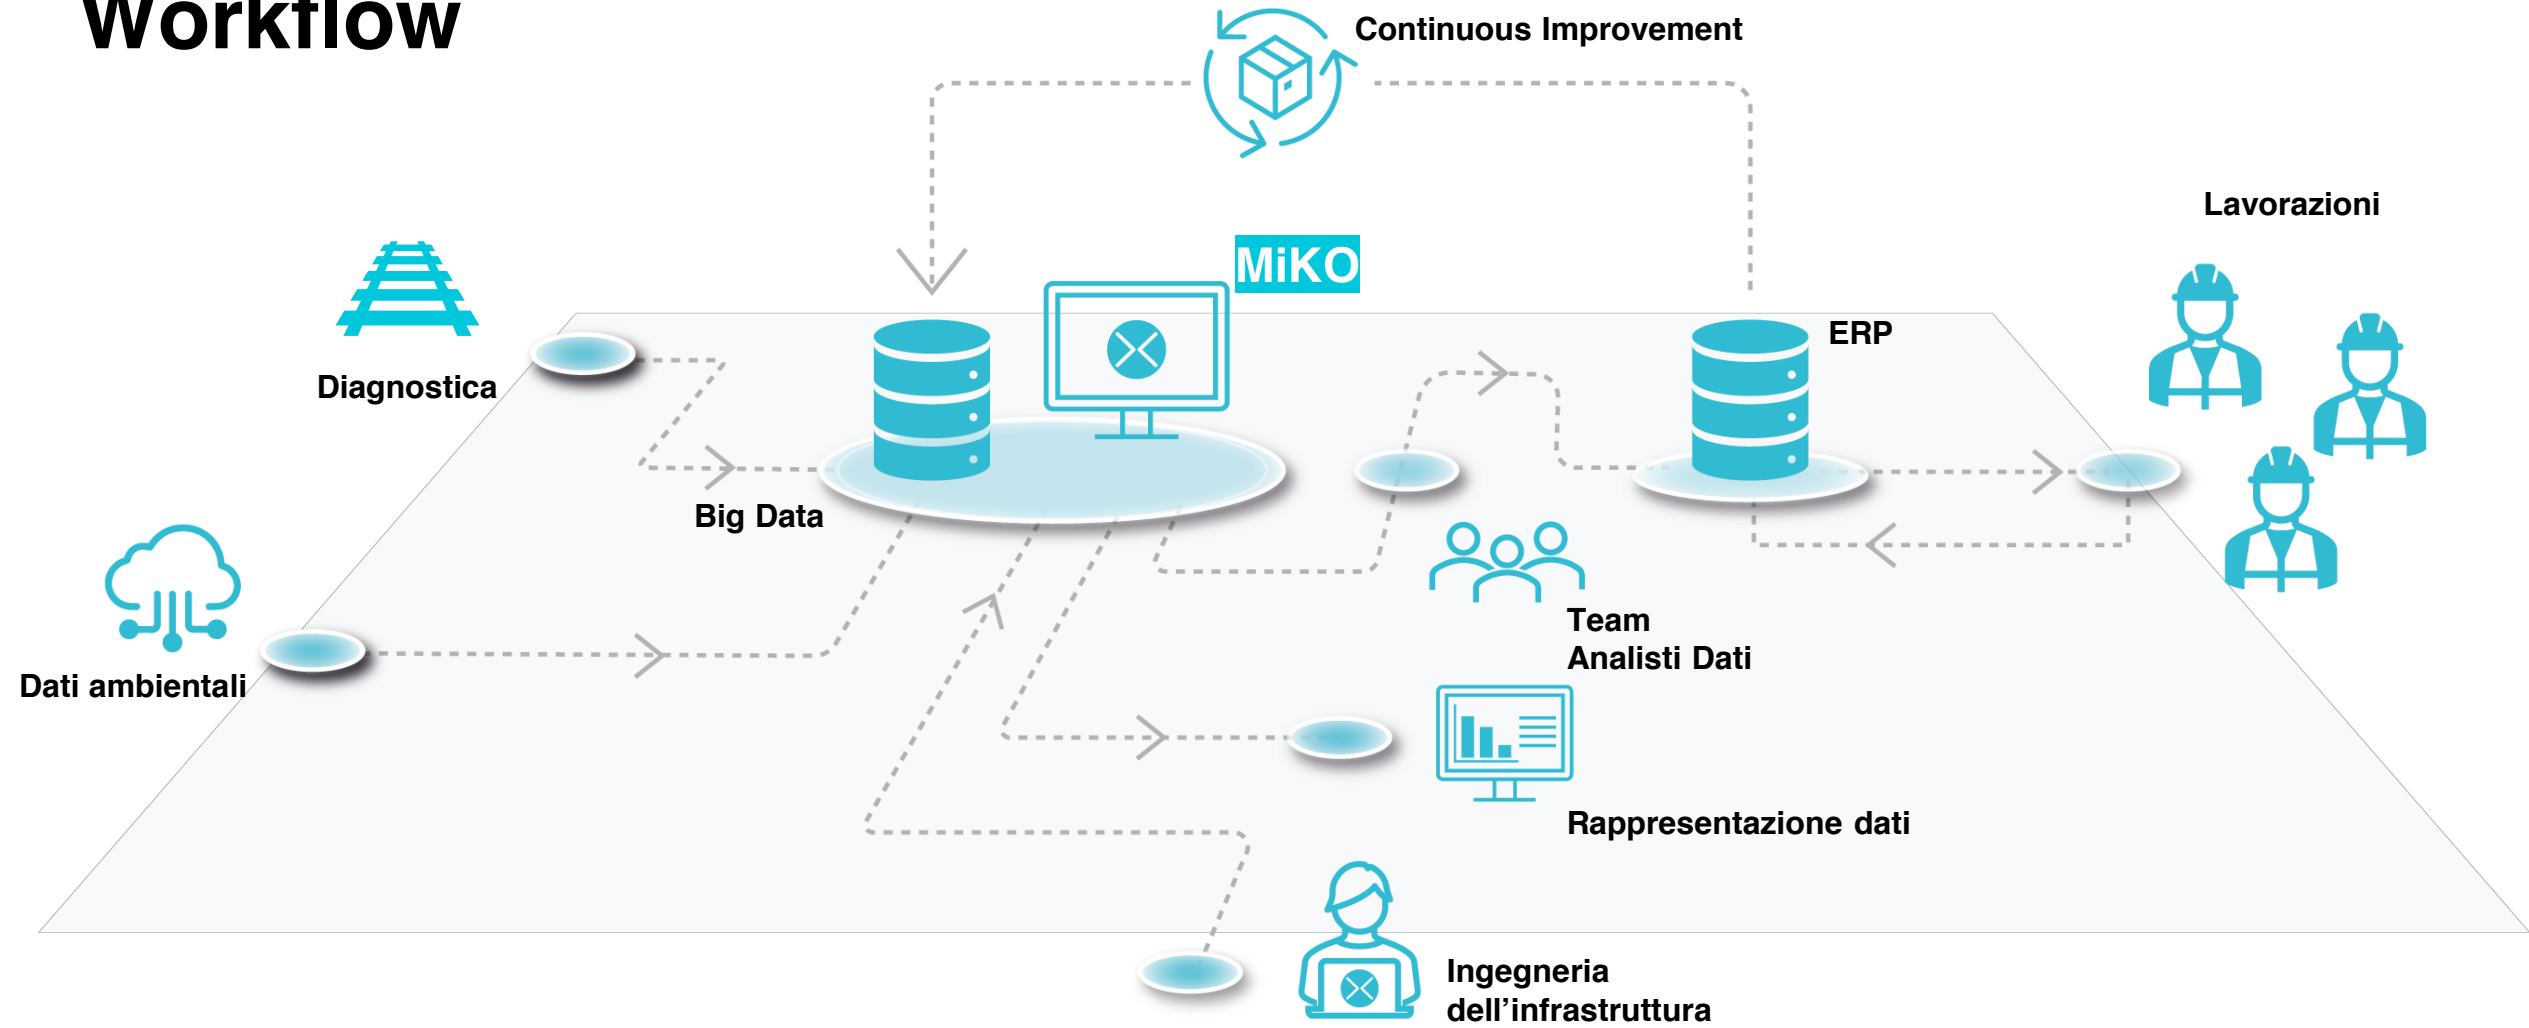 Workflow
Continuous Improvement
Lavorazioni
MiKO
ERP
Diagnostica
Big Data
Team
Analisti Dati
Dati ambientali
Rappresentazione dati
Ingegneria
dell’infrastruttura